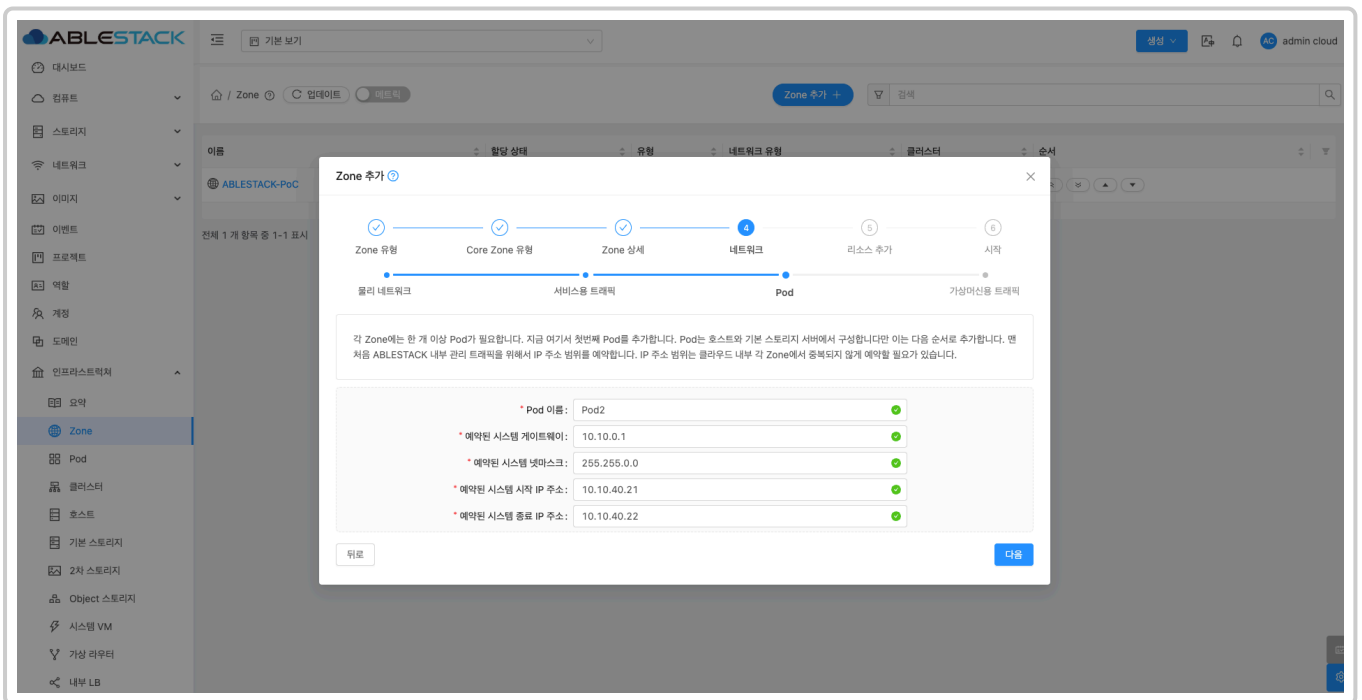 ABLESTACK
기본 보기
생성
AC admin cloud
대시보드
컴퓨트
스토리지
네트워크
이미지
이벤트
프로젝트
역할
계정
도메인
인프라스트럭쳐
요약
Zone
Pod
클러스터
호스트
기본 스토리지
2차 스토리지
Object 스토리지
시스템 VM
가상 라우터
내부 LB
/ Zone 업데이트 메트릭
Zone 추가 +
검색
이름 할당 상태 유형 네트워크 유형 클러스터 순서
ABLESTACK-PoC
전체 1 개 항목 중 1-1 표시
Zone 추가
4 5 6
Zone 유형 Core Zone 유형 Zone 상세 네트워크 리소스 추가 시작
물리 네트워크 서비스용 트래픽 Pod 가상머신용 트래픽
각 Zone에는 한 개 이상 Pod가 필요합니다. 지금 여기서 첫번째 Pod를 추가합니다. Pod는 호스트와 기본 스토리지 서버에서 구성합니다만 이는 다음 순서로 추가합니다. 맨
처음 ABLESTACK 내부 관리 트래픽을 위해서 IP 주소 범위를 예약합니다. IP 주소 범위는 클라우드 내부 각 Zone에서 중복되지 않게 예약할 필요가 있습니다.
* Pod 이름: Pod2
* 예약된 시스템 게이트웨이: 10.10.0.1
* 예약된 시스템 넷마스크: 255.255.0.0
* 예약된 시스템 시작 IP 주소: 10.10.40.21
* 예약된 시스템 종료 IP 주소: 10.10.40.22
뒤로
다음